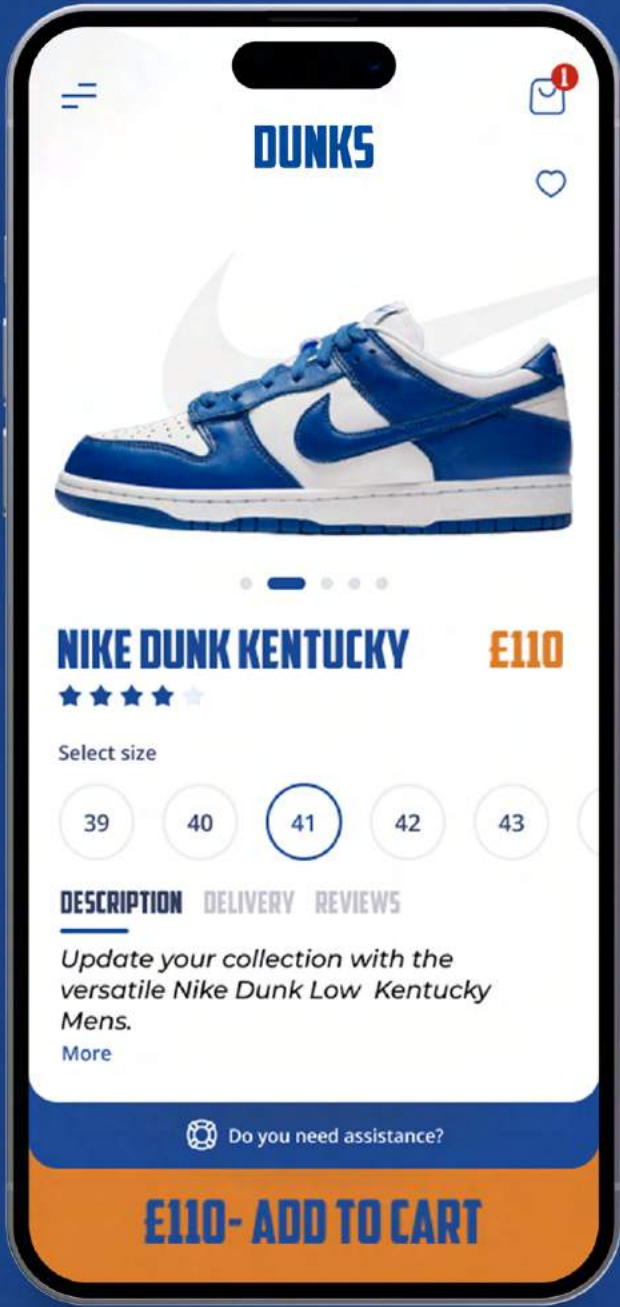 1
DUNKS
NIKE DUNK KENTUCKY £110
Select size
39 40 41 42 43
DESCRIPTION DELIVERY REVIEWS
Update your collection with the
versatile Nike Dunk Low Kentucky
Mens.
More
Do you need assistance?
£110- ADD TO CART